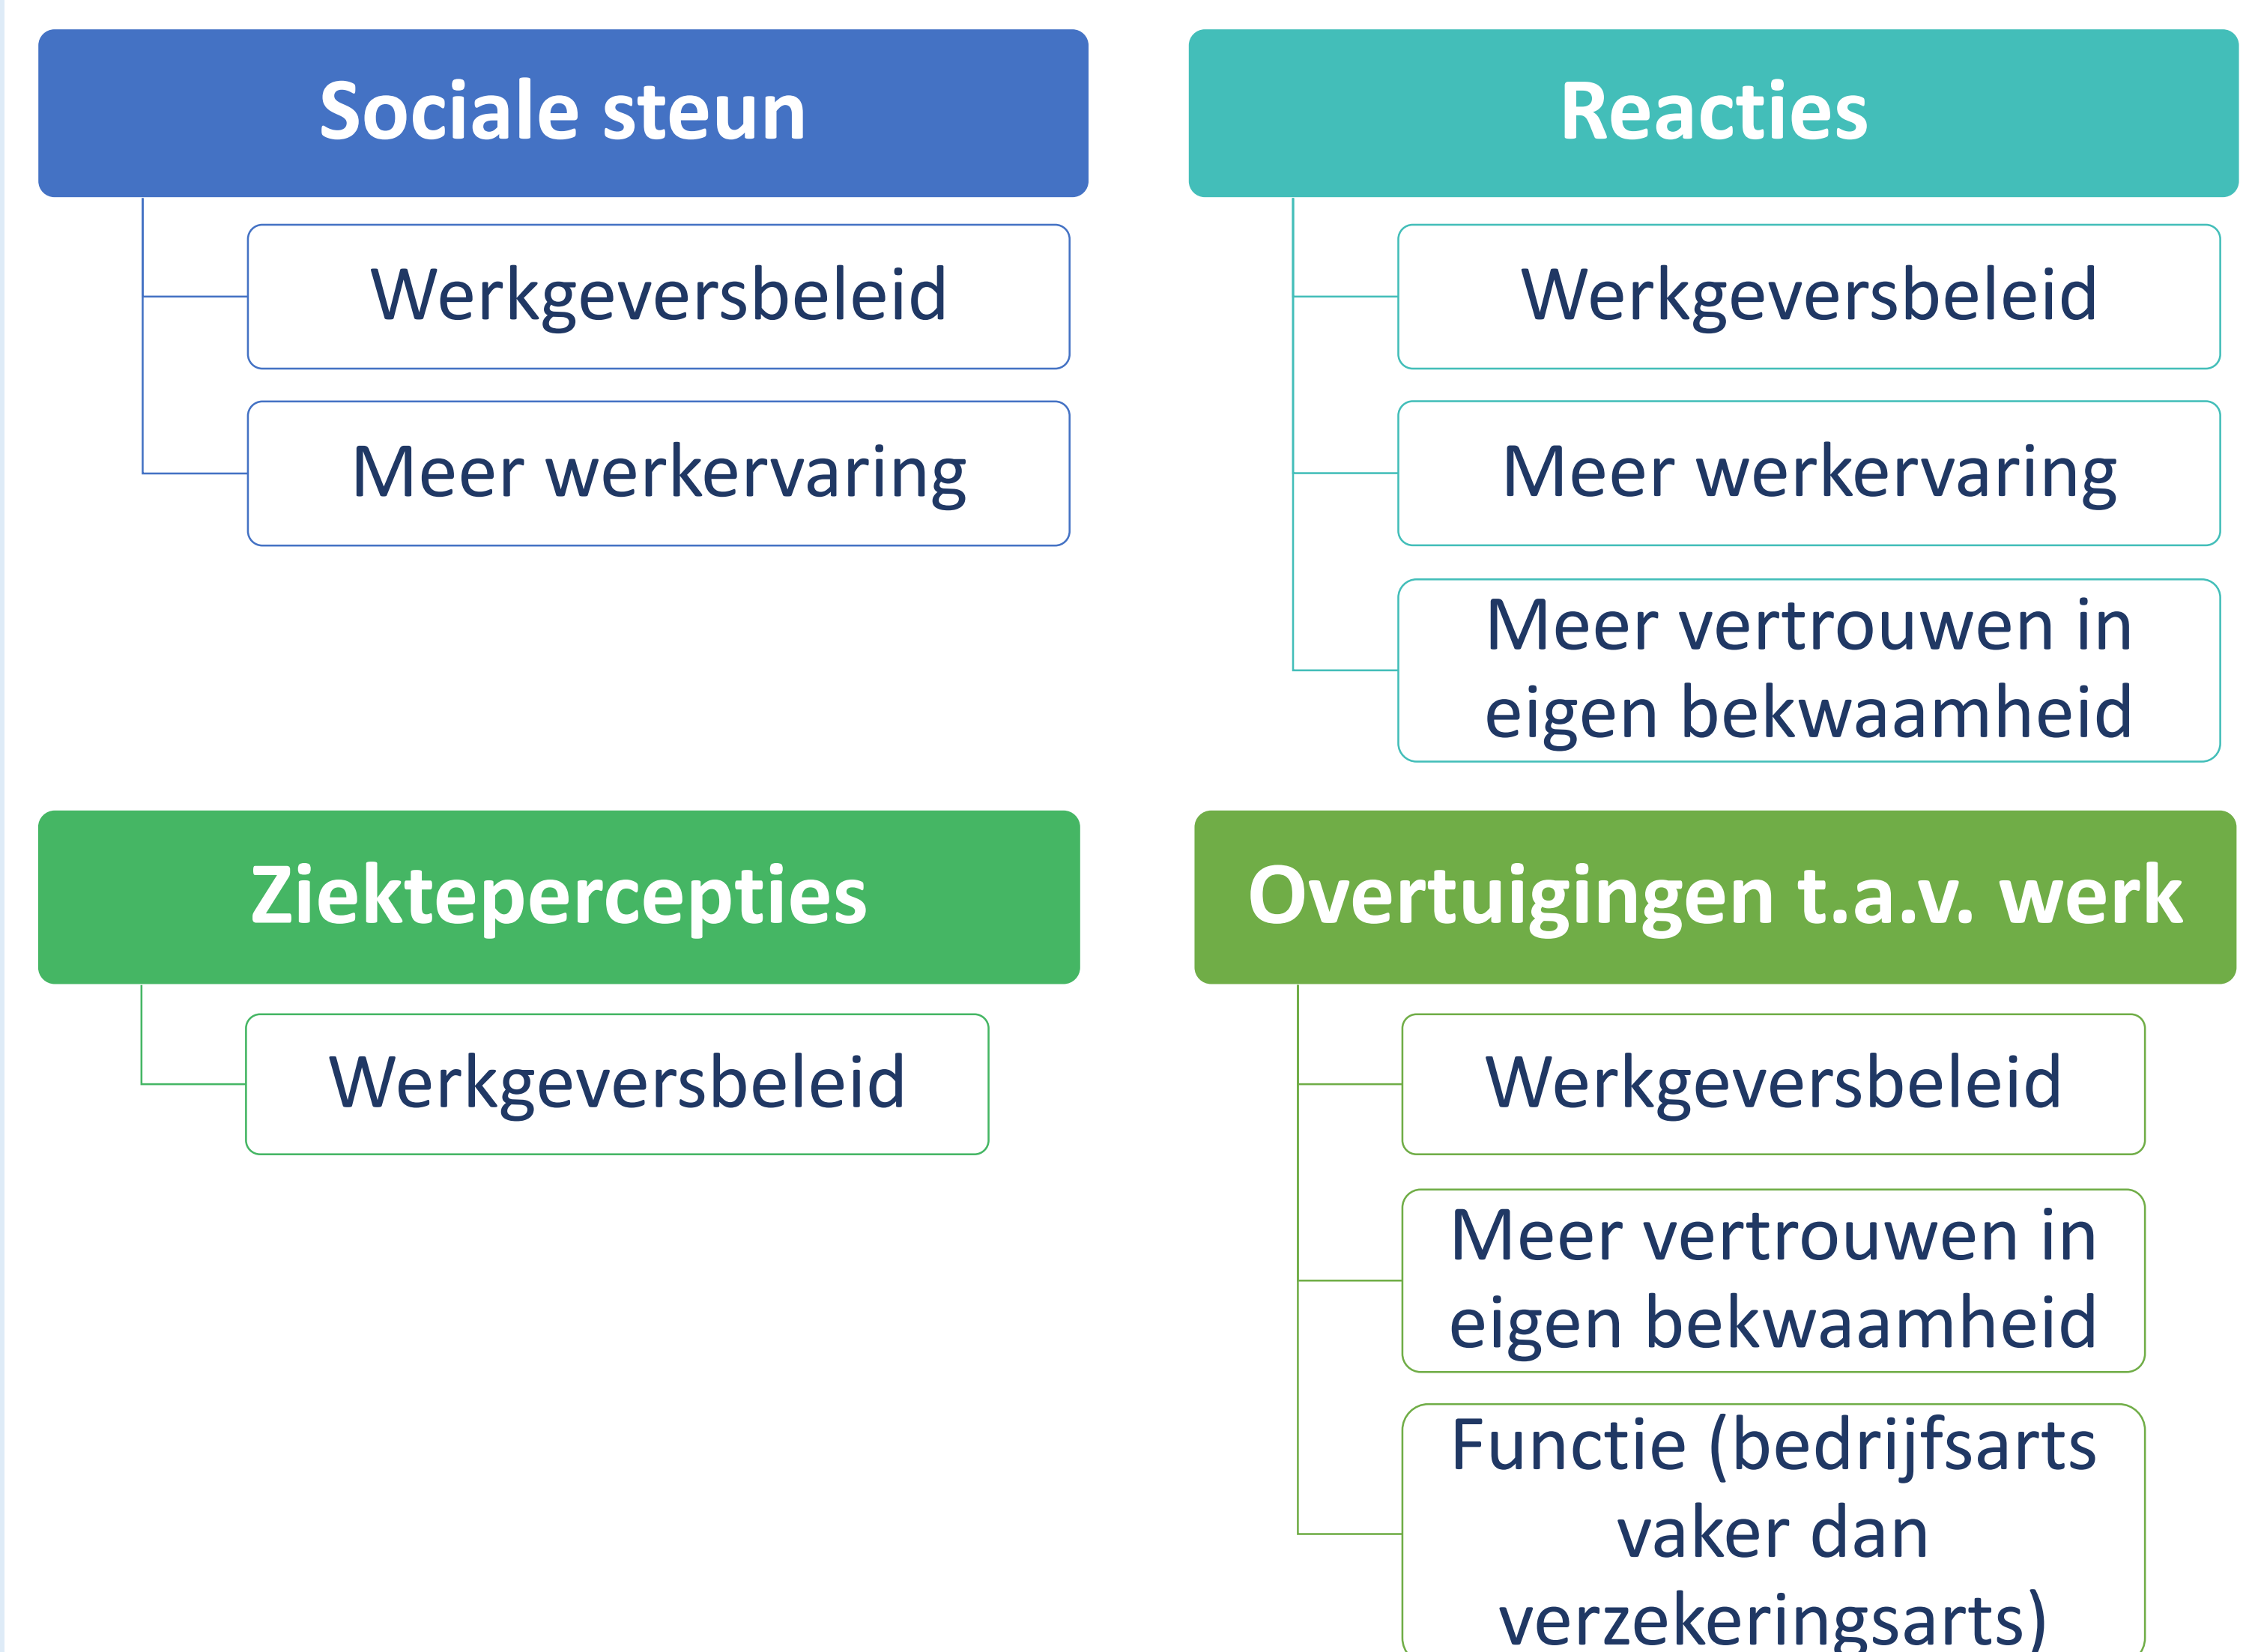 Sociale steun
Werkgeversbeleid
Meer werkervaring
Reacties
Werkgeversbeleid
Meer werkervaring
Meer vertrouwen in
eigen bekwaamheid
Ziektepercepties
Werkgeversbeleid
Overtuigingen t.a.v. werk
Werkgeversbeleid
Meer vertrouwen in
eigen bekwaamheid
Functie (bedrijfsarts
vaker dan
verzekeringsarts)